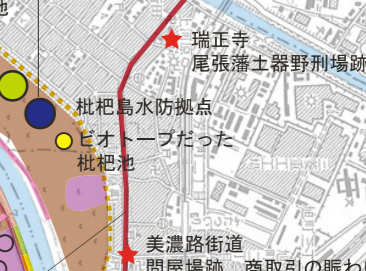 池
瑞正寺
尾張藩土器野刑場跡
枇杷島水防拠点
ビオトープだった
枇杷池
美濃路街道
問屋場跡　商取引の賑わい